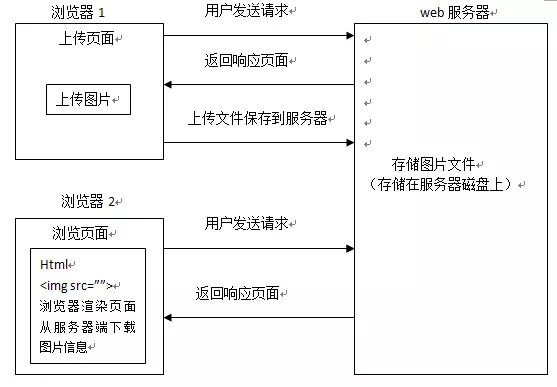 浏览器 1
用户发送请求
web 服务器
上传页面
返回响应页面
上传图片
上传文件保存到服务器
存储图片文件
（存储在服务器磁盘上）
浏览器 2
用户发送请求
浏览页面
Html
<img src=””>
浏览器渲染页面
从服务器端下载
图片信息
返回响应页面